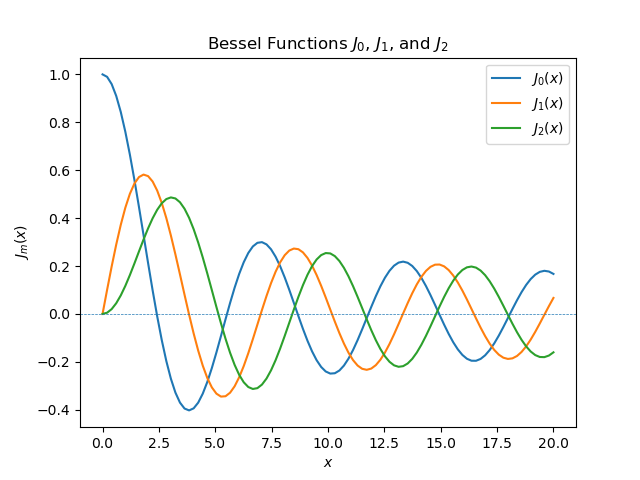 Bessel Functions J₀, J₁, and J₂
J₀(x)
J₁(x)
J₂(x)
1.0
0.8
0.6
0.4
0.2
0.0
−0.2
−0.4
Jₘ(x)
0.0 2.5 5.0 7.5 10.0 12.5 15.0 17.5 20.0
x